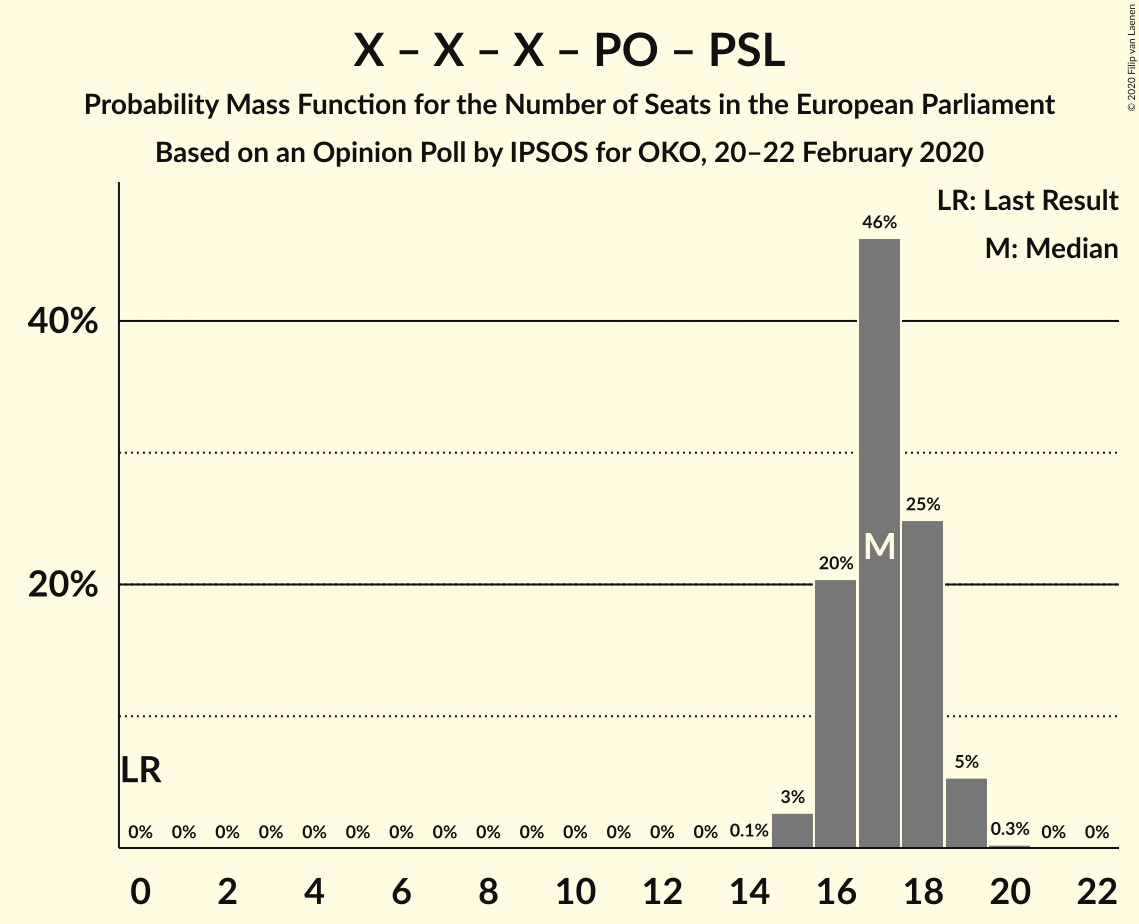 X – X – X – PO – PSL
Probability Mass Function for the Number of Seats in the European Parliament
Based on an Opinion Poll by IPSOS for OKO, 20–22 February 2020
© 2020 Filip van Laenen
LR: Last Result
M: Median
46%
40%
25%
M
20%
20%
LR
5%
3%
0% 0% 0% 0% 0% 0% 0% 0% 0% 0% 0% 0% 0% 0% 0.1% 0.3% 0% 0%
0 2 4 6 8 10 12 14 16 18 20 22